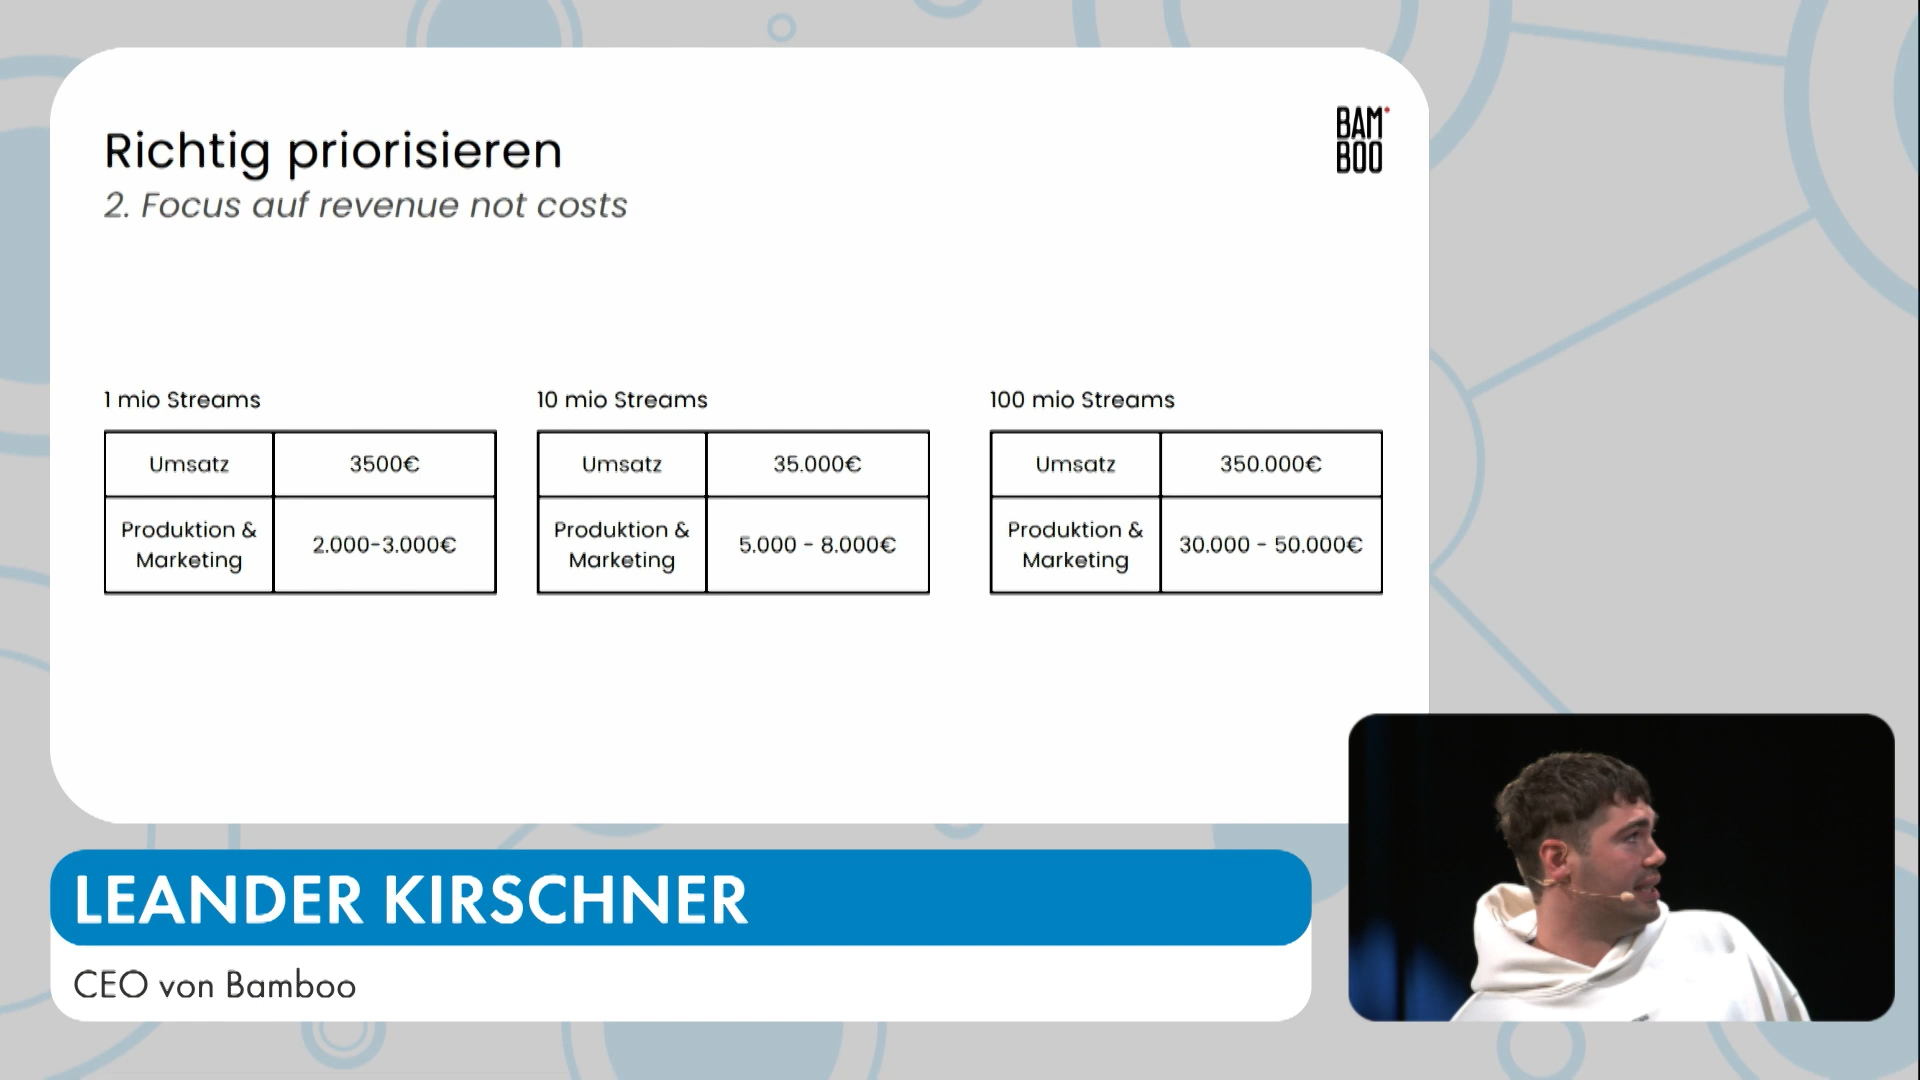 Richtig priorisieren
2. Focus auf revenue not costs
BAM
BOO
1 mio Streams
Umsatz
3500€
Produktion &
Marketing
2.000-3.000€
10 mio Streams
Umsatz
35.000€
Produktion &
Marketing
5.000 - 8.000€
100 mio Streams
Umsatz
350.000€
Produktion &
Marketing
30.000 - 50.000€
LEANDER KIRSCHNER
CEO von Bamboo